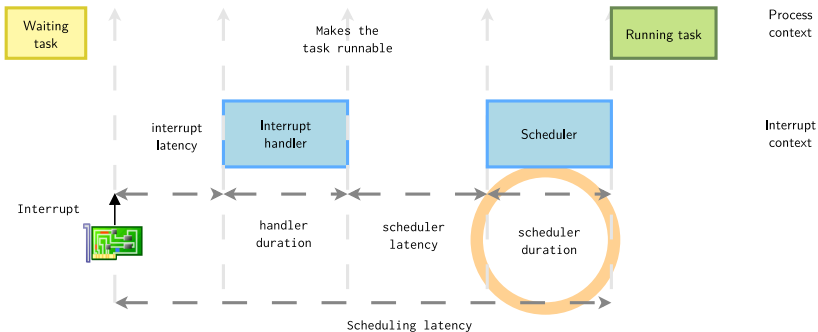 Waiting
task
Makes the
task runnable
Running task
Process
context
interrupt
latency
Interrupt
handler
Scheduler
Interrupt
context
Interrupt
handler
duration
scheduler
latency
scheduler
duration
Scheduling latency